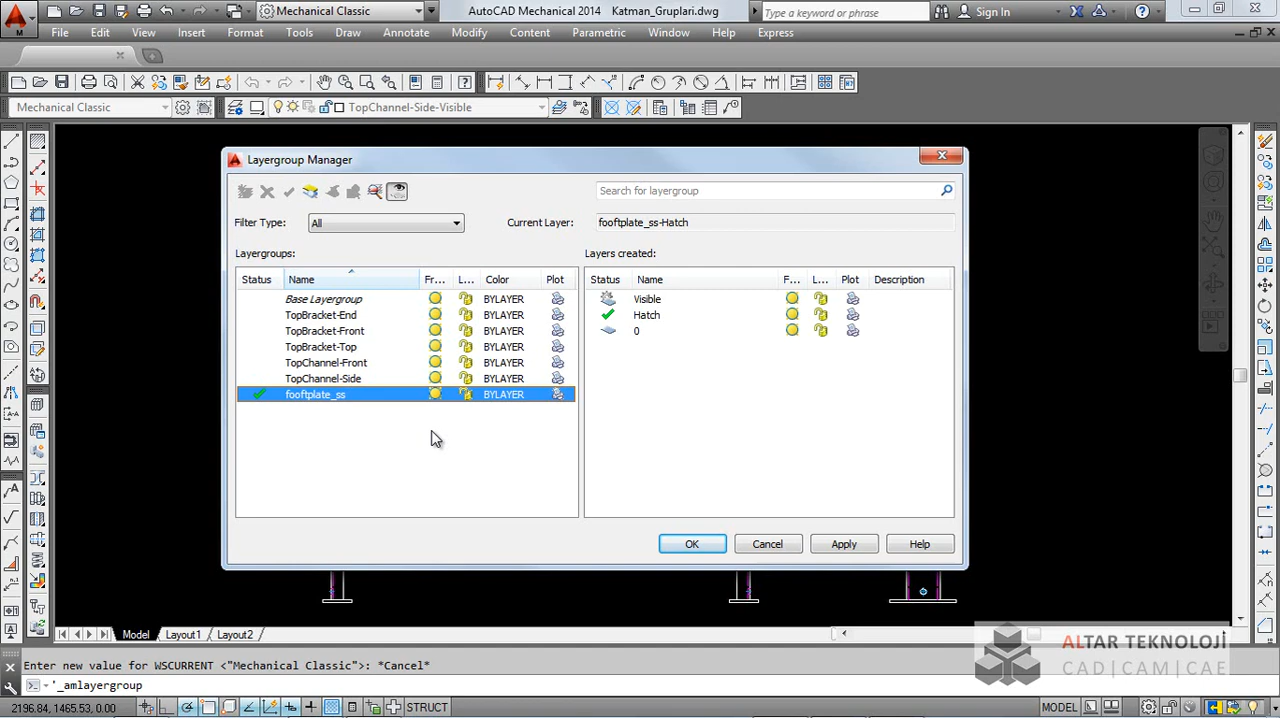 Mechanical Classic
AutoCAD Mechanical 2014 Katman_Gruplari.dwg
Type a keyword or phrase
Sign In
File Edit View Insert Format Tools Draw Annotate Modify Content Parametric Window Help Express
Mechanical Classic
TopChannel-Side-Visible
Layergroup Manager
Search for layergroup
Filter Type: All
Current Layer: fooftplate_ss-Hatch
Layergroups:
Layers created:
Status Name Fr... L... Color Plot
Status Name F... L... Plot Description
Base Layergroup BYLAYER
Visible
TopBracket-End BYLAYER
Hatch
TopBracket-Front BYLAYER
0
TopBracket-Top BYLAYER
TopChannel-Front BYLAYER
TopChannel-Side BYLAYER
fooftplate_ss BYLAYER
OK Cancel Apply Help
Model Layout1 Layout2
ALTAR TEKNOLOJİ
CAD|CAM|CAE
Enter new value for WSCURRENT <"Mechanical Classic">: *Cancel*
'_amlayergroup
2196.84, 1465.53, 0.00
STRUCT
MODEL